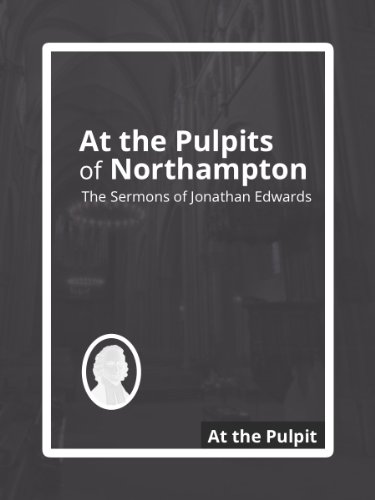 At the Pulpits
of Northampton
The Sermons of Jonathan Edwards
At the Pulpit